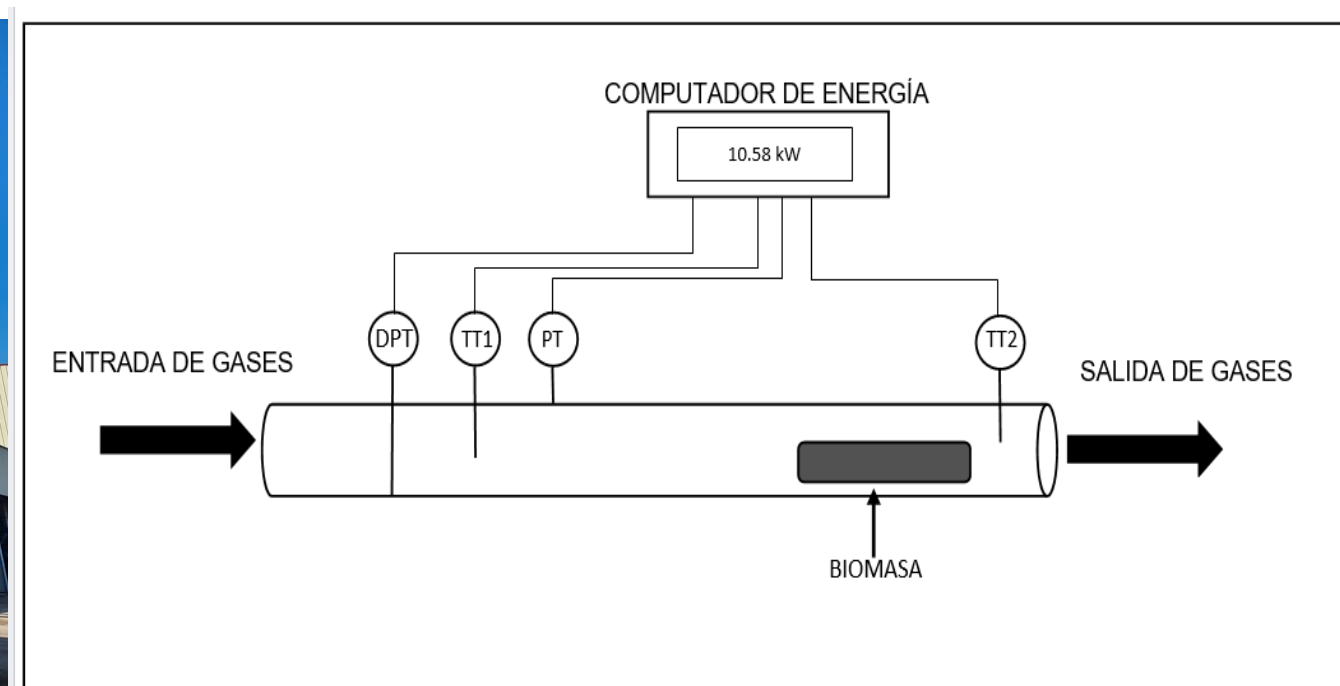 COMPUTADOR DE ENERGÍA
10.58 kW
DPT
TT1
PT
TT2
ENTRADA DE GASES
SALIDA DE GASES
BIOMASA